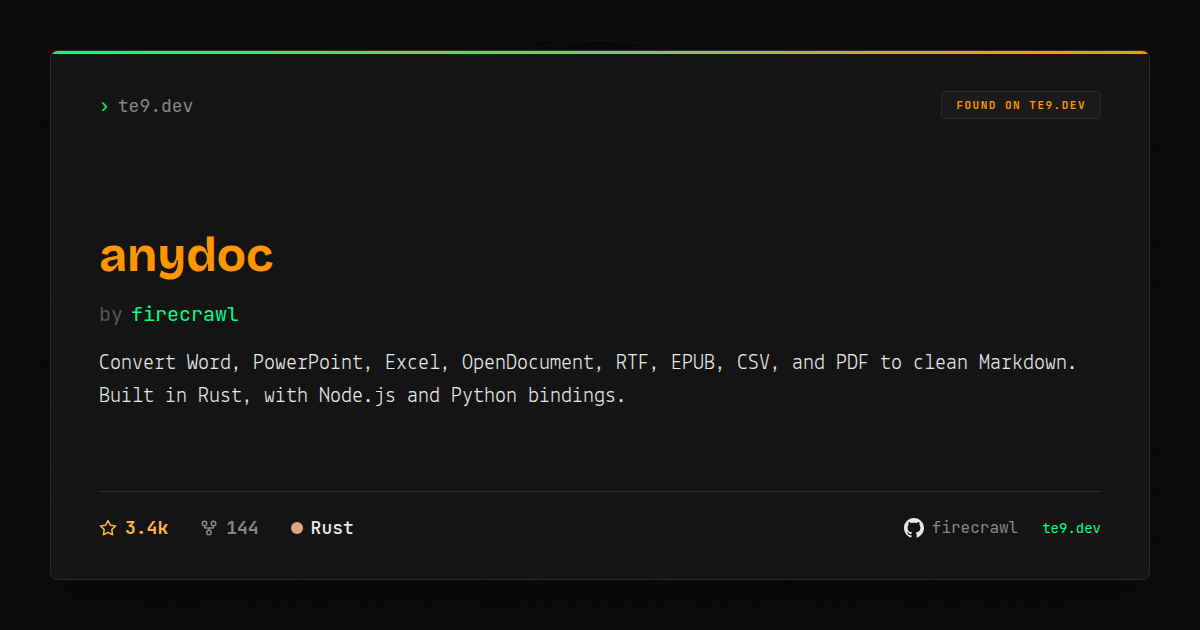 › te9.dev
FOUND ON TE9.DEV
anydoc
by firecrawl
Convert Word, PowerPoint, Excel, OpenDocument, RTF, EPUB, CSV, and PDF to clean Markdown.
Built in Rust, with Node.js and Python bindings.
3.4k 144 Rust
firecrawl te9.dev